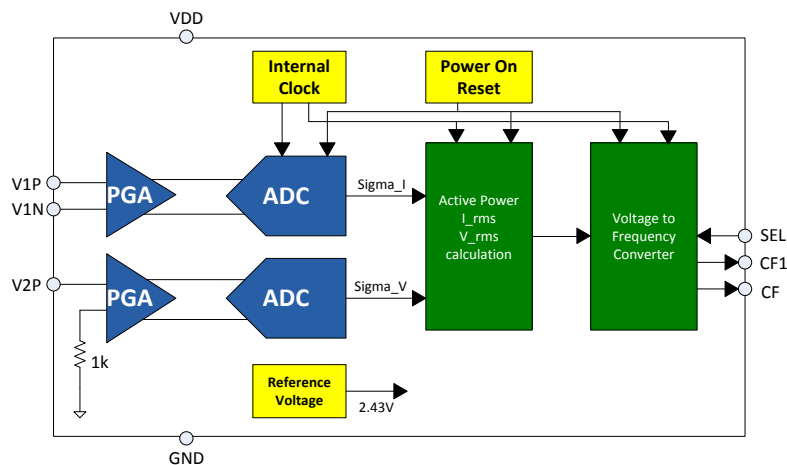 VDD
Internal
Clock
Power On
Reset
V1P
V1N
PGA
ADC
Sigma_I
Active Power
I_rms
V_rms
calculation
Voltage to
Frequency
Converter
SEL
CF1
CF
V2P
PGA
ADC
Sigma_V
1k
Reference
Voltage
2.43V
GND